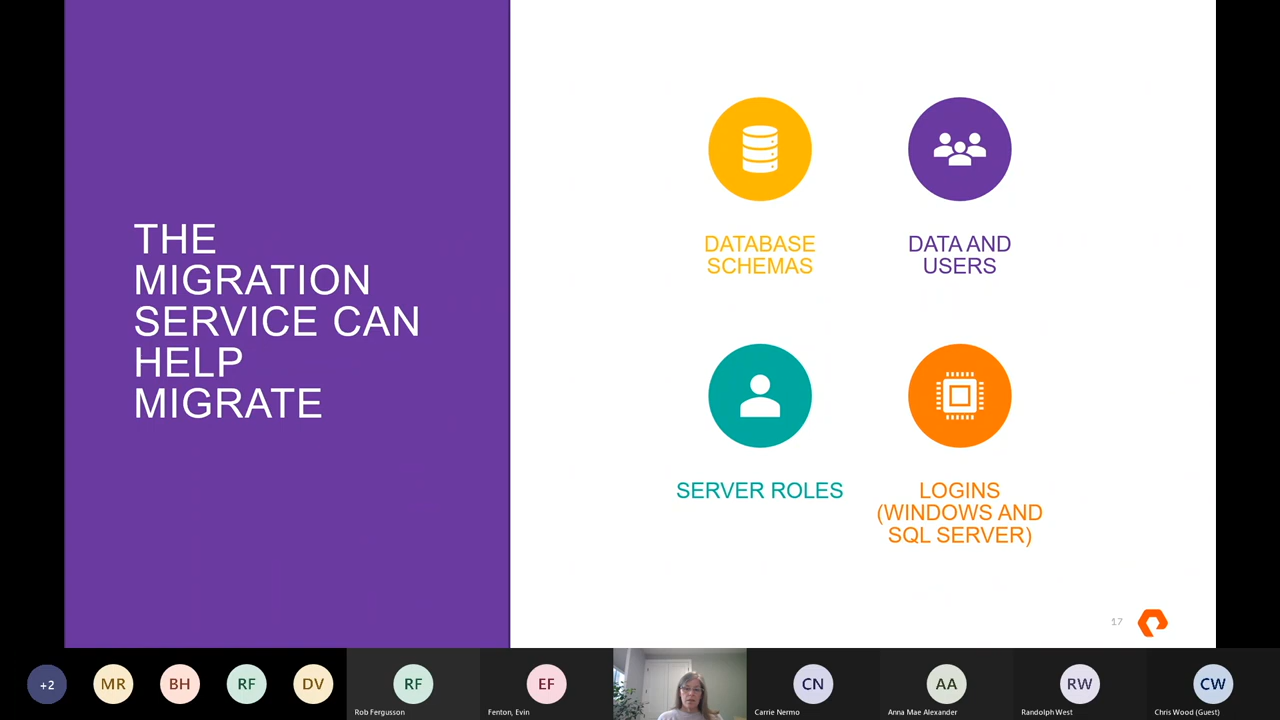 THE
MIGRATION
SERVICE CAN
HELP
MIGRATE
DATABASE
SCHEMAS
DATA AND
USERS
SERVER ROLES
LOGINS
(WINDOWS AND
SQL SERVER)
17
+2
MR
BH
RF
DV
RF
Rob Fergusson
EF
Fenton, Evin
CN
Carrie Nermo
AA
Anna Mae Alexander
RW
Randolph West
CW
Chris Wood (Guest)